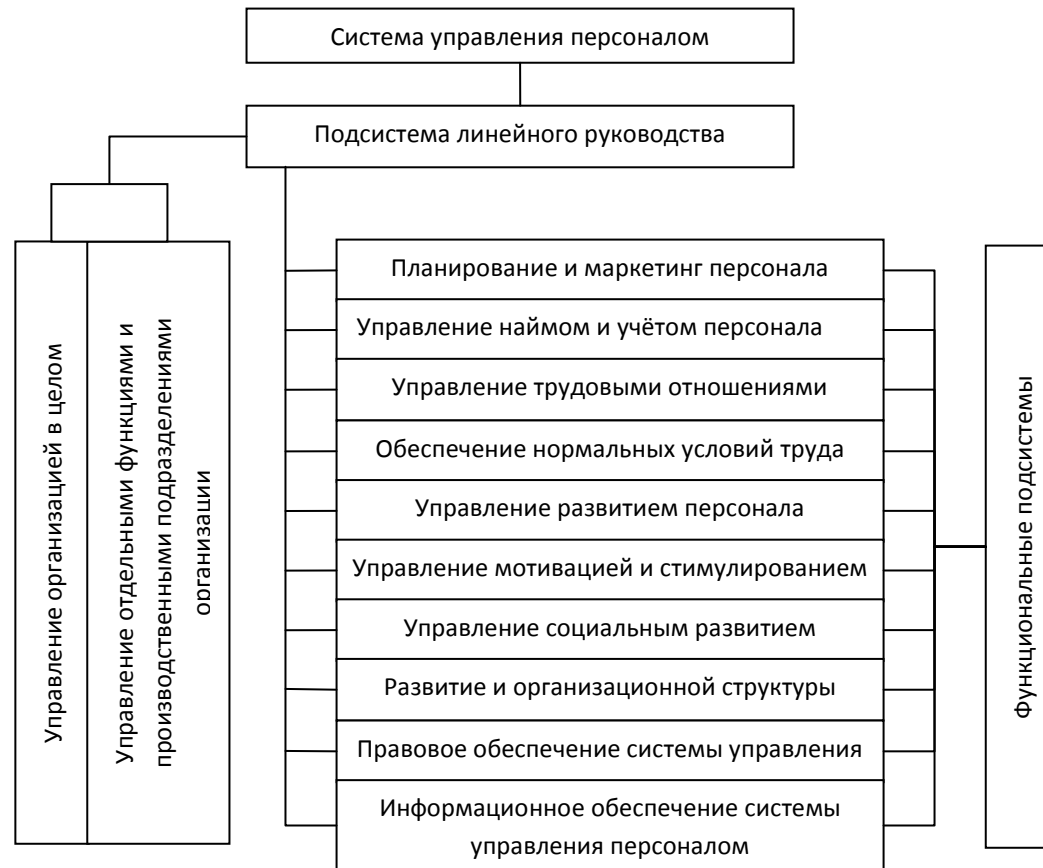 Система управления персоналом
Подсистема линейного руководства
Управление организацией в целом
Управление отдельными функциями и
производственными подразделениями
организации
Планирование и маркетинг персонала
Управление наймом и учётом персонала
Управление трудовыми отношениями
Обеспечение нормальных условий труда
Управление развитием персонала
Управление мотивацией и стимулированием
Управление социальным развитием
Развитие и организационной структуры
Правовое обеспечение системы управления
Информационное обеспечение системы
управления персоналом
Функциональные подсистемы